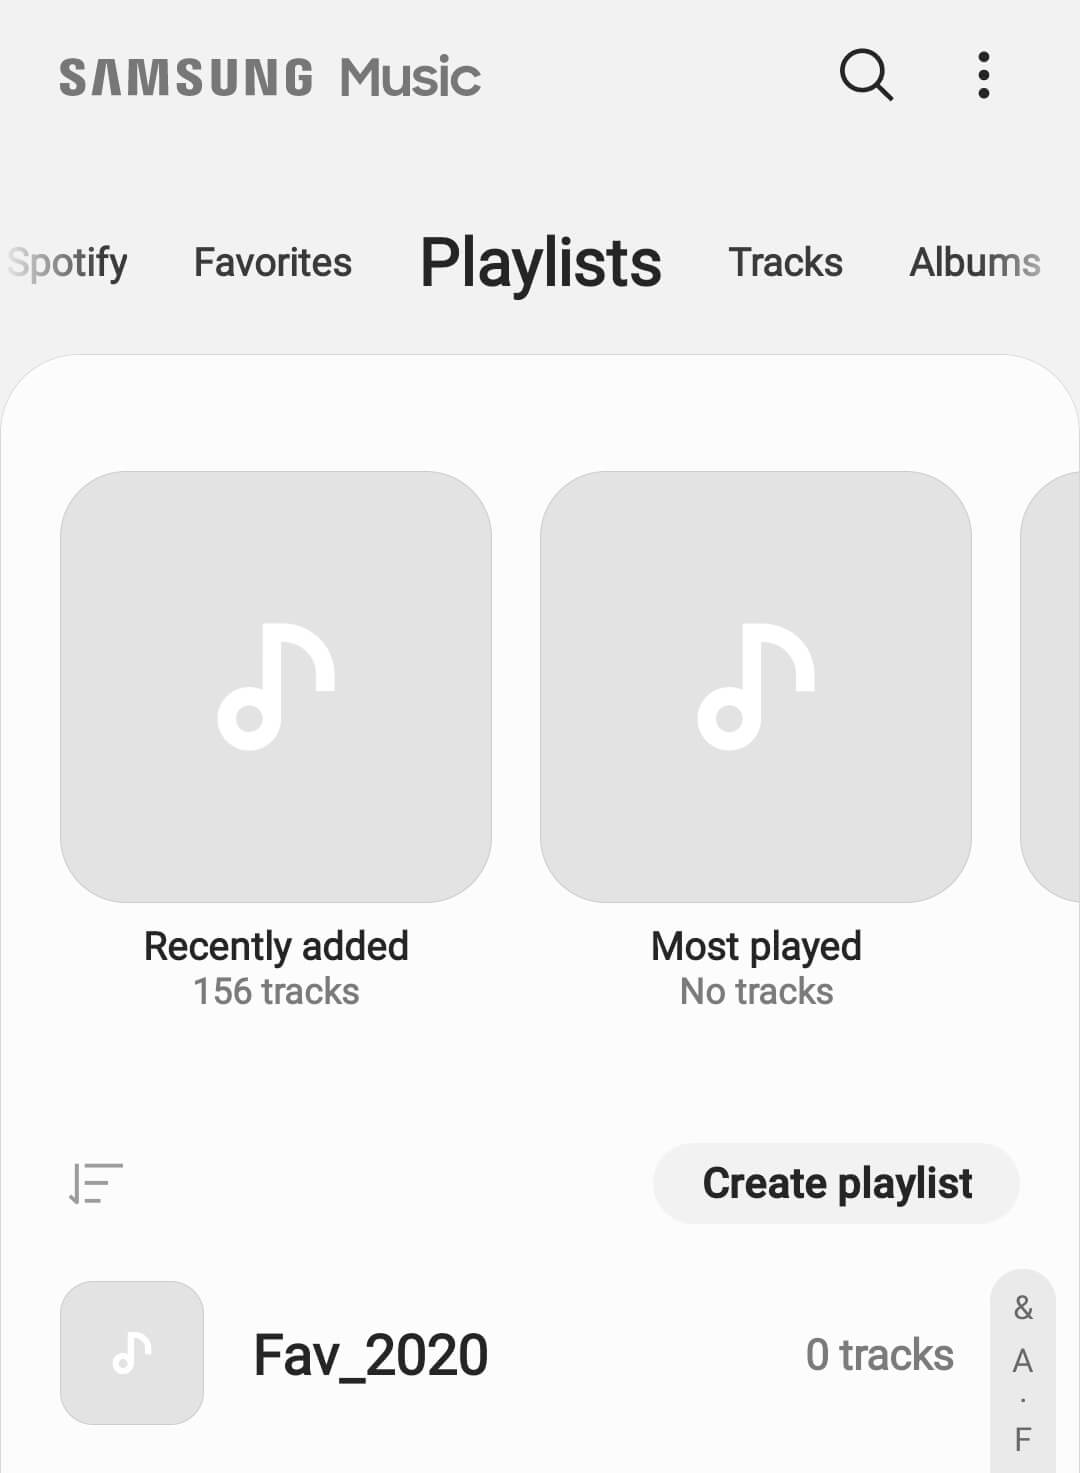 SAMSUNG Music
Spotify Favorites Playlists Tracks Albums
Recently added
156 tracks
Most played
No tracks
Create playlist
Fav_2020 0 tracks
&
A
·
F